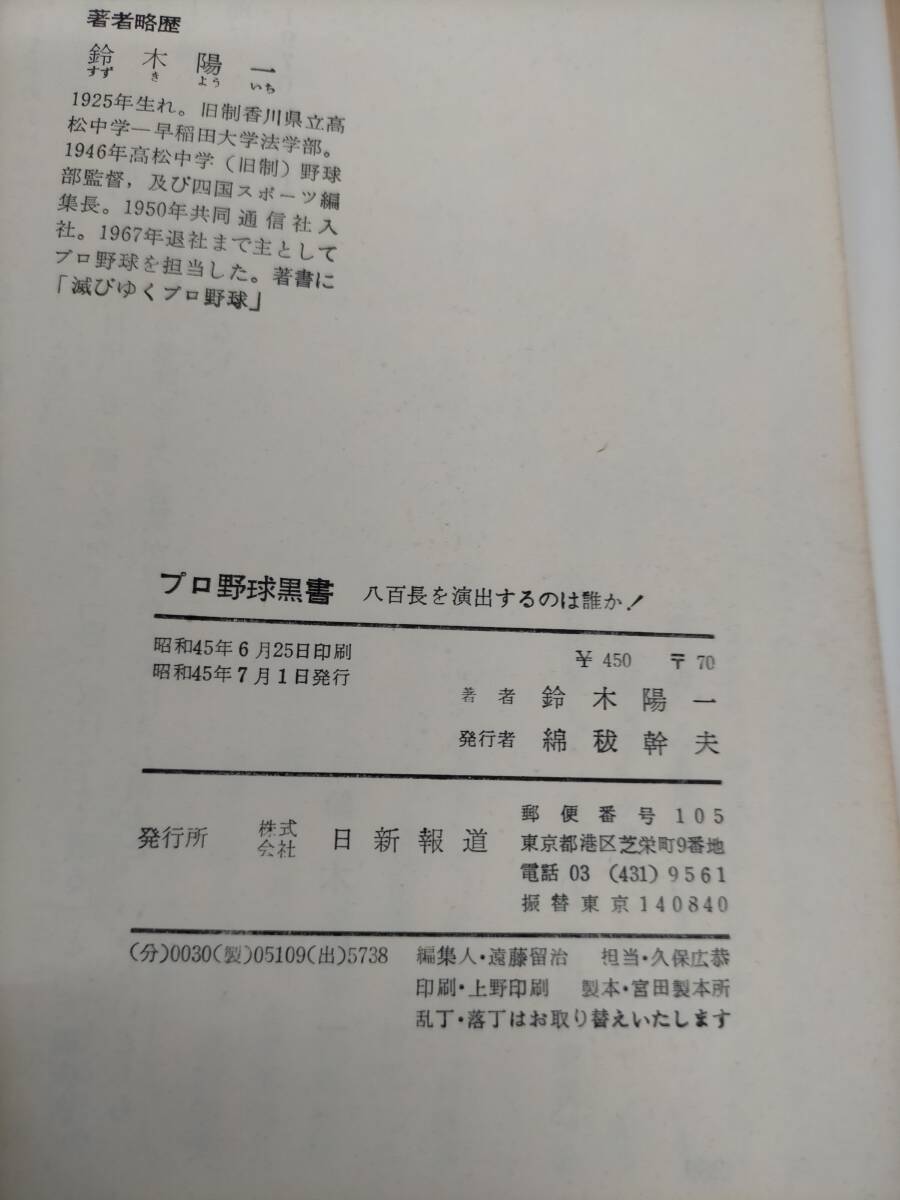 著者略歴
鈴木陽一
すず き よう いち
1925年生れ。旧制香川県立高
松中学―早稲田大学法学部。
1946年高松中学（旧制）野球
部監督，及び四国スポーツ編
集長。1950年共同通信社入
社。1967年退社まで主として
プロ野球を担当した。著書に
「滅びゆくプロ野球」
プロ野球黒書 八百長を演出するのは誰か！
昭和45年6月25日印刷
昭和45年7月1日発行
¥ 450 〒 70
著者 鈴木陽一
発行者 綿秡幹夫
発行所 株式会社 日新報道
郵便番号 105
東京都港区芝栄町9番地
電話 03 (431) 9561
振替東京140840
(分)0030(製)05109(出)5738 編集人・遠藤留治 担当・久保広恭
印刷・上野印刷 製本・宮田製本所
乱丁・落丁はお取り替えいたします